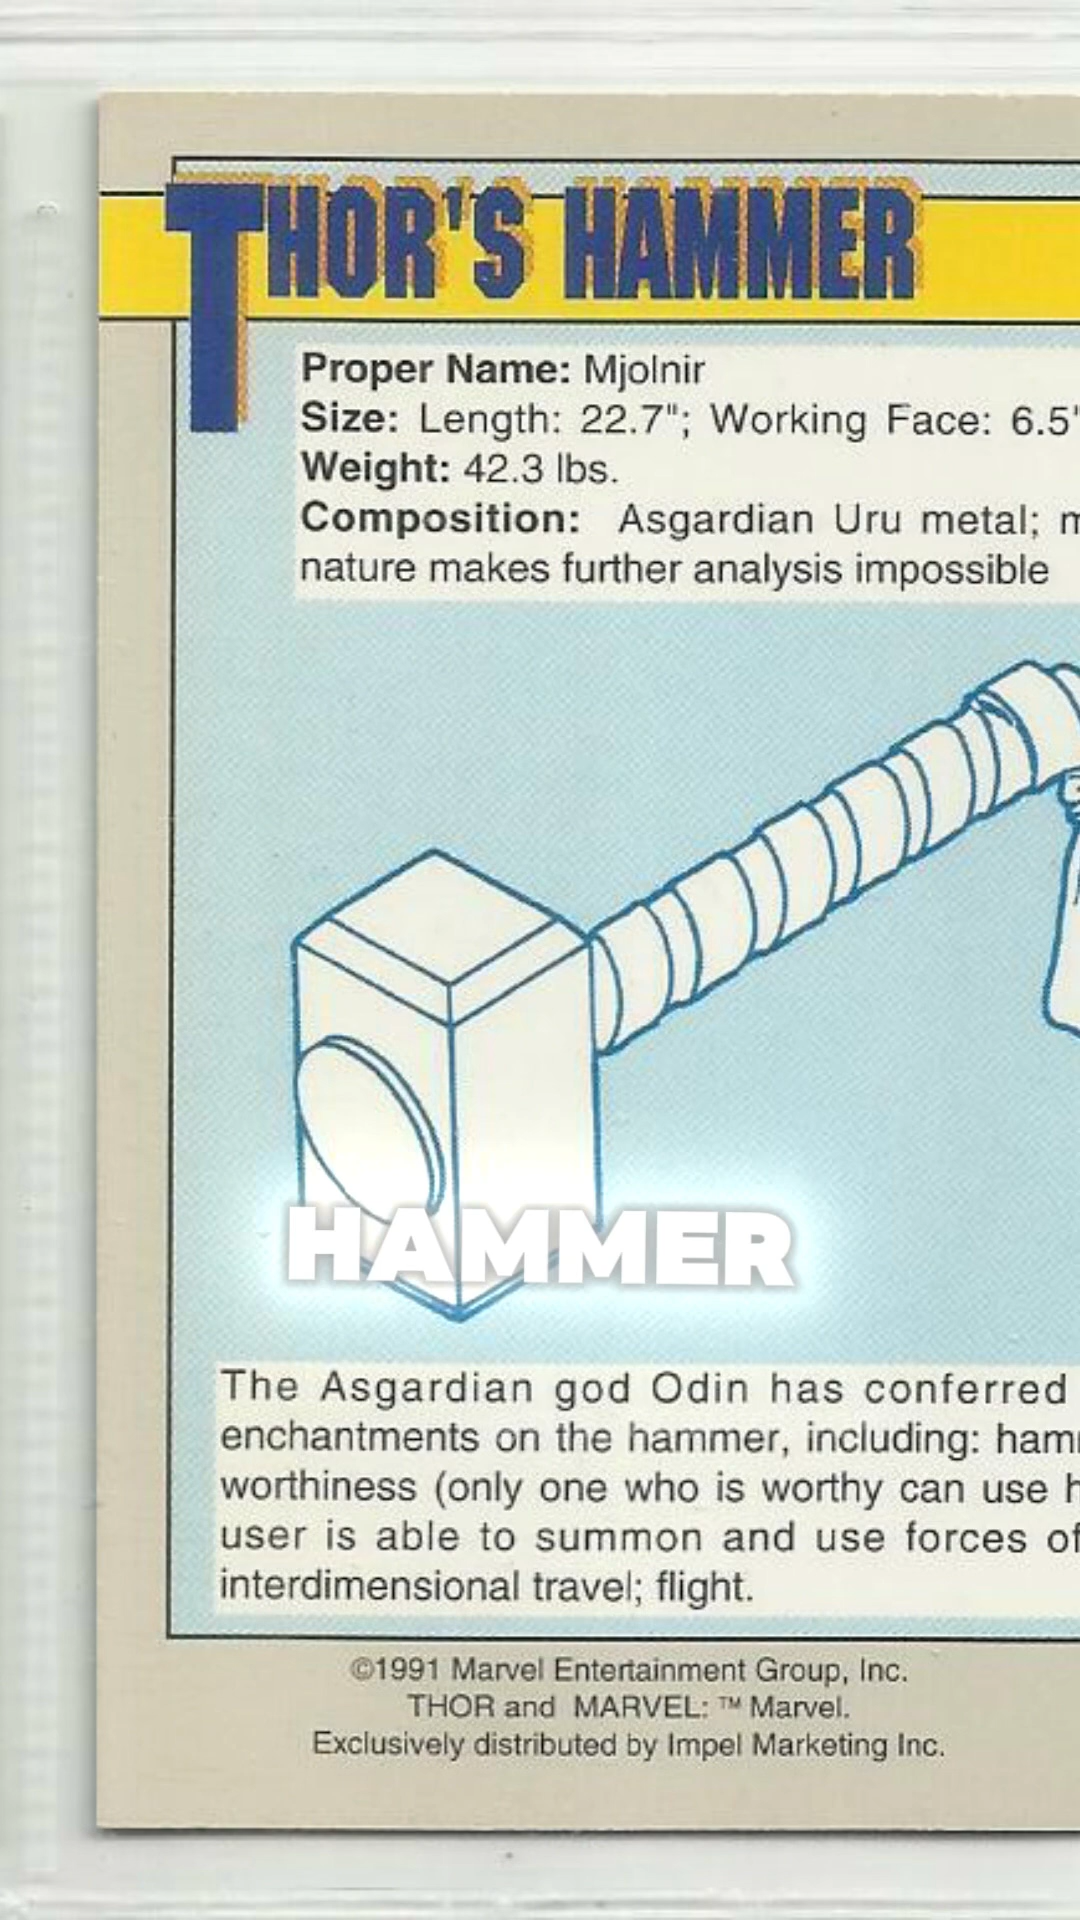 THOR'S HAMMER
Proper Name: Mjolnir
Size: Length: 22.7"; Working Face: 6.5"
Weight: 42.3 lbs.
Composition: Asgardian Uru metal;
nature makes further analysis impossible
HAMMER
The Asgardian god Odin has conferred
enchantments on the hammer, including:
worthiness (only one who is worthy can use
user is able to summon and use forces of
interdimensional travel; flight.
©1991 Marvel Entertainment Group, Inc.
THOR and MARVEL: ™ Marvel.
Exclusively distributed by Impel Marketing Inc.